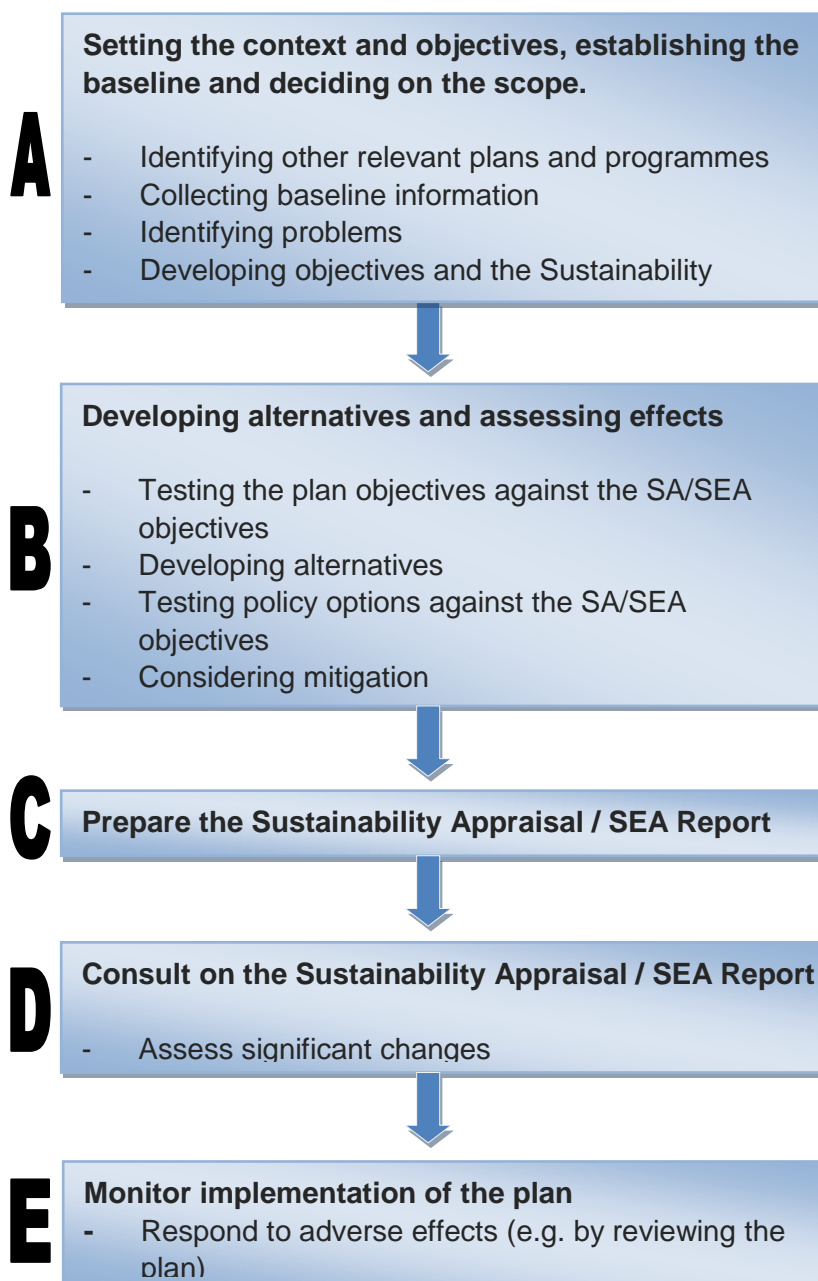 A
Setting the context and objectives, establishing the
baseline and deciding on the scope.
- Identifying other relevant plans and programmes
- Collecting baseline information
- Identifying problems
- Developing objectives and the Sustainability
B
Developing alternatives and assessing effects
- Testing the plan objectives against the SA/SEA
objectives
- Developing alternatives
- Testing policy options against the SA/SEA
objectives
- Considering mitigation
C
Prepare the Sustainability Appraisal / SEA Report
D
Consult on the Sustainability Appraisal / SEA Report
- Assess significant changes
E
Monitor implementation of the plan
- Respond to adverse effects (e.g. by reviewing the
plan)